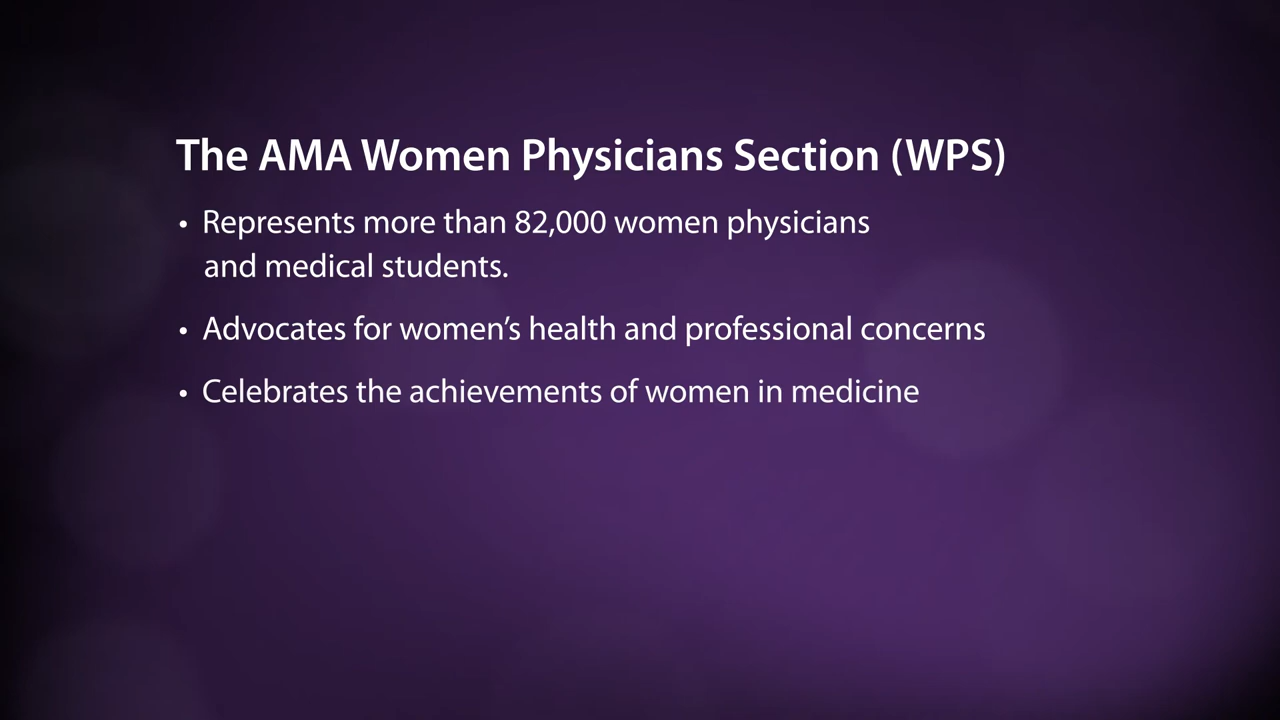 The AMA Women Physicians Section (WPS)
• Represents more than 82,000 women physicians
and medical students.
• Advocates for women’s health and professional concerns
• Celebrates the achievements of women in medicine